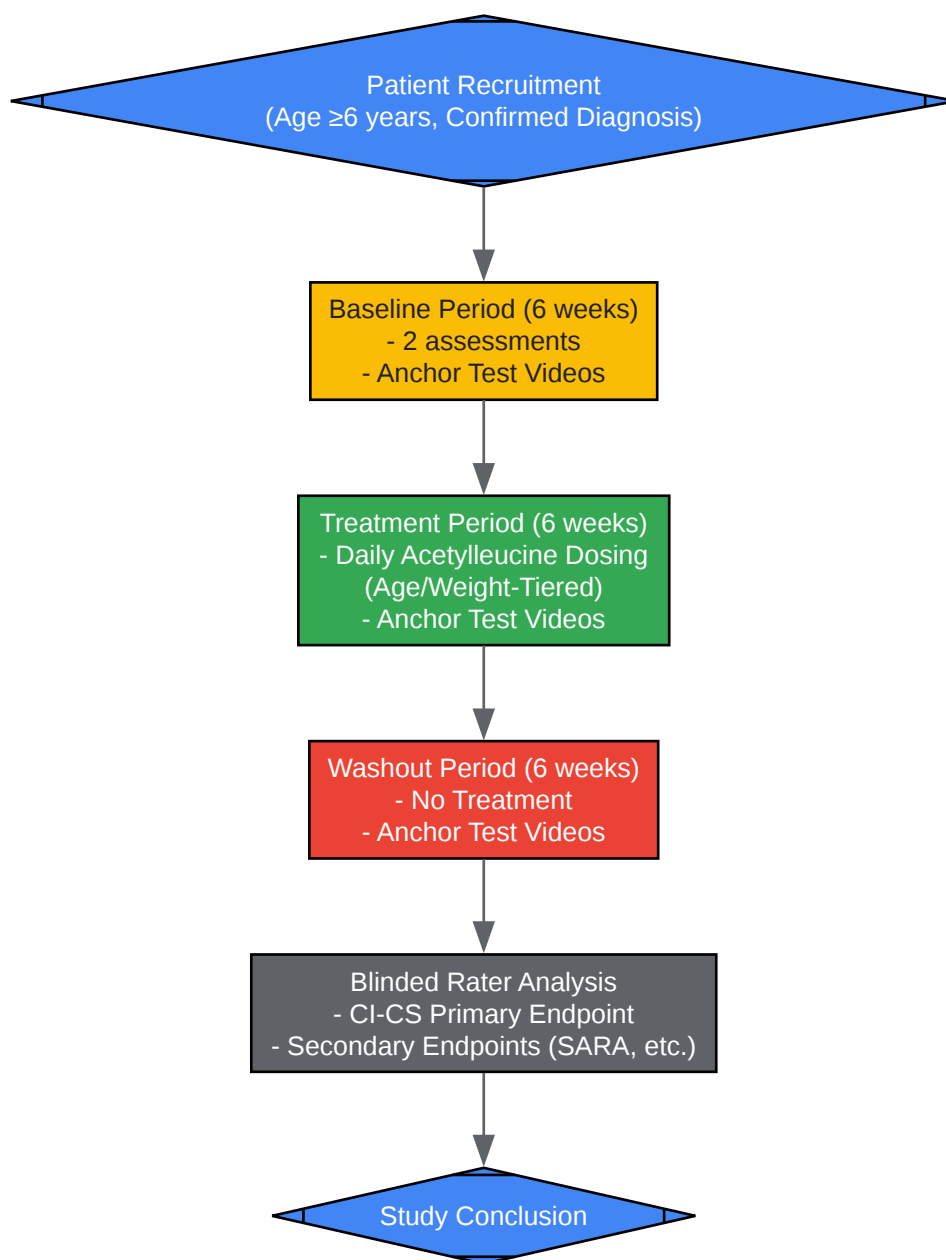 Patient Recruitment
(Age ≥6 years, Confirmed Diagnosis)
Baseline Period (6 weeks)
- 2 assessments
- Anchor Test Videos
Treatment Period (6 weeks)
- Daily Acetylleucine Dosing
(Age/Weight-Tiered)
- Anchor Test Videos
Washout Period (6 weeks)
- No Treatment
- Anchor Test Videos
Blinded Rater Analysis
- CI-CS Primary Endpoint
- Secondary Endpoints (SARA, etc.)
Study Conclusion